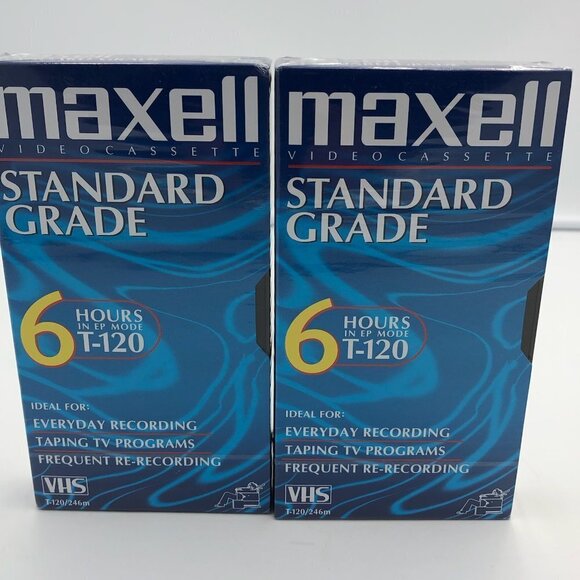 maxell
VIDEOCASSETTE
STANDARD
GRADE
6 HOURS
IN EP MODE
T-120
IDEAL FOR:
EVERYDAY RECORDING
TAPING TV PROGRAMS
FREQUENT RE-RECORDING
VHS
T-120/246m
maxell
VIDEOCASSETTE
STANDARD
GRADE
6 HOURS
IN EP MODE
T-120
IDEAL FOR:
EVERYDAY RECORDING
TAPING TV PROGRAMS
FREQUENT RE-RECORDING
VHS
T-120/246m